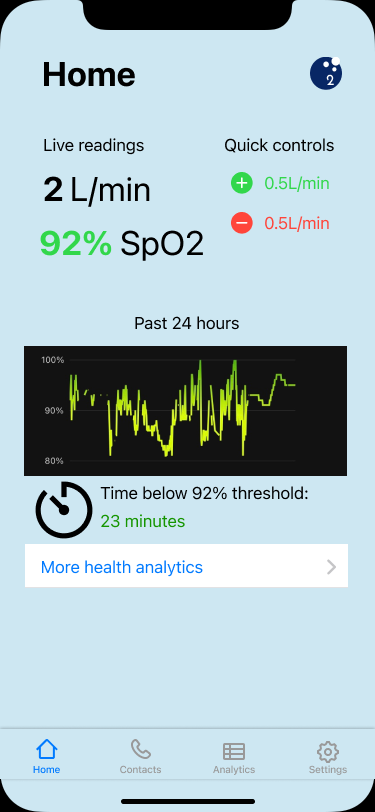 Home
2
Live readings
Quick controls
2 L/min
0.5L/min
92% SpO2
0.5L/min
Past 24 hours
100%
90%
80%
Time below 92% threshold:
23 minutes
More health analytics
Home
Contacts
Analytics
Settings